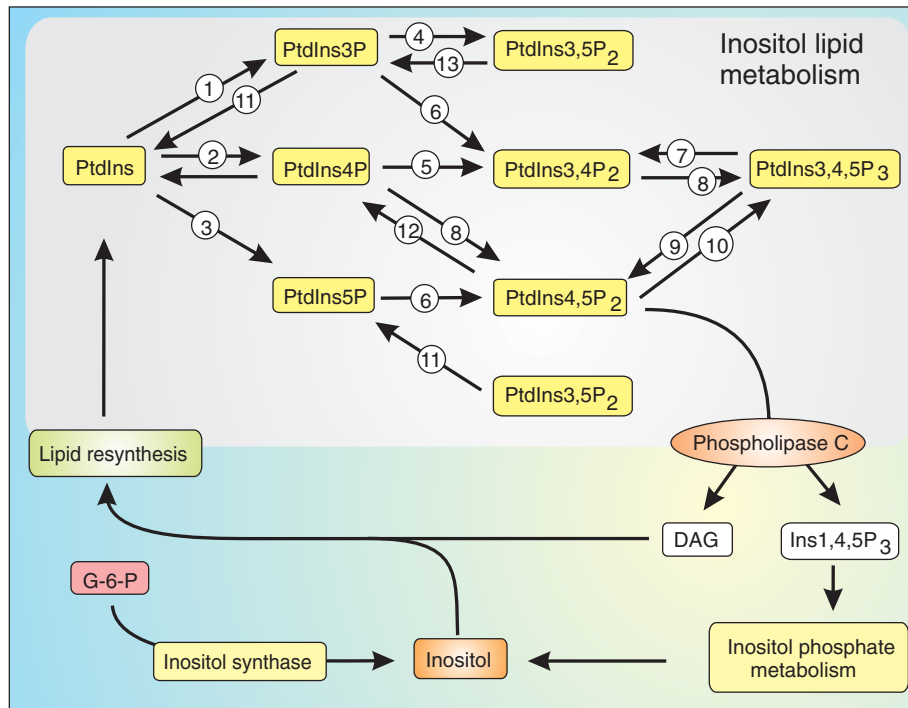 Inositol lipid
metabolism
PtdIns3P
4
13
PtdIns3,5P2
1
11
6
PtdIns
2
PtdIns4P
5
PtdIns3,4P2
7
8
PtdIns3,4,5P3
3
12
8
9
10
PtdIns5P
6
PtdIns4,5P2
11
PtdIns3,5P2
Lipid resynthesis
Phospholipase C
DAG
Ins1,4,5P3
G-6-P
Inositol synthase
Inositol
Inositol phosphate
metabolism